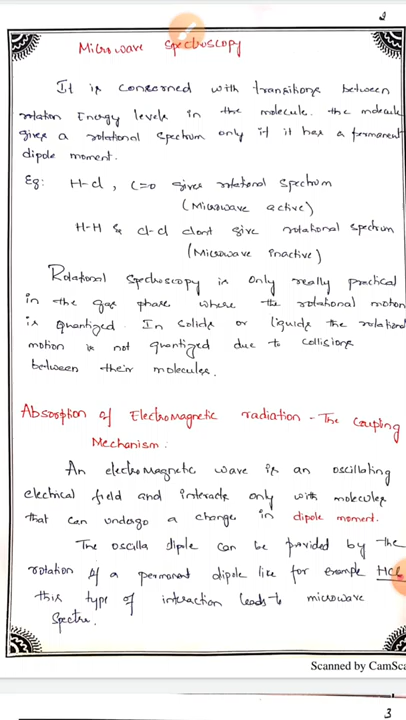 2
Microwave Spectroscopy
It is concerned with transitions between
rotation Energy levels in the molecule. the molecule
gives a rotational spectrum only if it has a permanent
dipole moment.
Eg: H-cl, C=O gives rotational spectrum
(Microwave active)
H-H & cl-cl dont give rotational spectrum
(Microwave inactive)
Rotational Spectroscopy is only really practical
in the gas phase where the rotational motion
is quantized. In Solids or liquids the rotational
motion is not quantized due to collisions
between their molecules.
Absorption of Electromagnetic radiation - The Coupling
Mechanism:
An electromagnetic wave is an oscillating
electrical field and interacts only with molecules
that can undergo a change in dipole moment.
The oscilla diple can be provided by the
rotation of a permanent dipole like for example HCl
this type of interaction leads to microwave
Spectra.
Scanned by CamSca
3